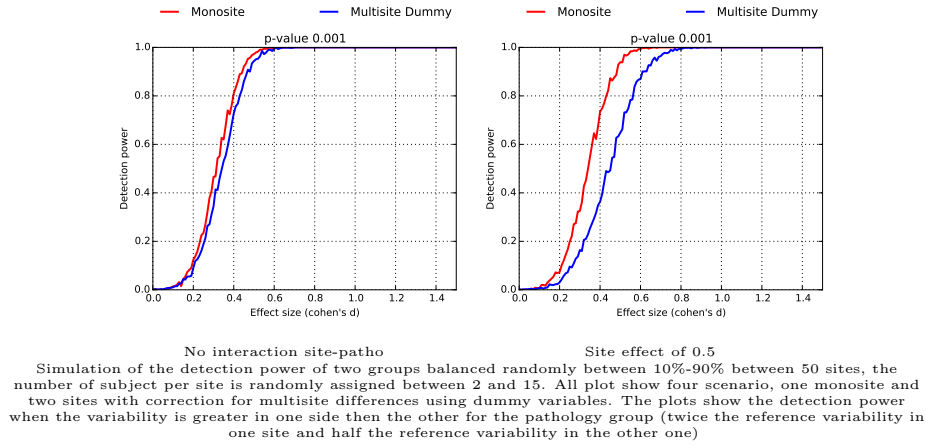 Monosite Multisite Dummy Monosite Multisite Dummy
p-value 0.001 p-value 0.001
1.0 1.0
0.8 0.8
0.6 0.6
0.4 0.4
0.2 0.2
0.0 0.0
Detection power Detection power
0.0 0.2 0.4 0.6 0.8 1.0 1.2 1.4 0.0 0.2 0.4 0.6 0.8 1.0 1.2 1.4
Effect size (cohen's d) Effect size (cohen's d)
No interaction site-patho Site effect of 0.5
Simulation of the detection power of two groups balanced randomly between 10%-90% between 50 sites, the
number of subject per site is randomly assigned between 2 and 15. All plot show four scenario, one monosite and
two sites with correction for multisite differences using dummy variables. The plots show the detection power
when the variability is greater in one side then the other for the pathology group (twice the reference variability in
one site and half the reference variability in the other one)